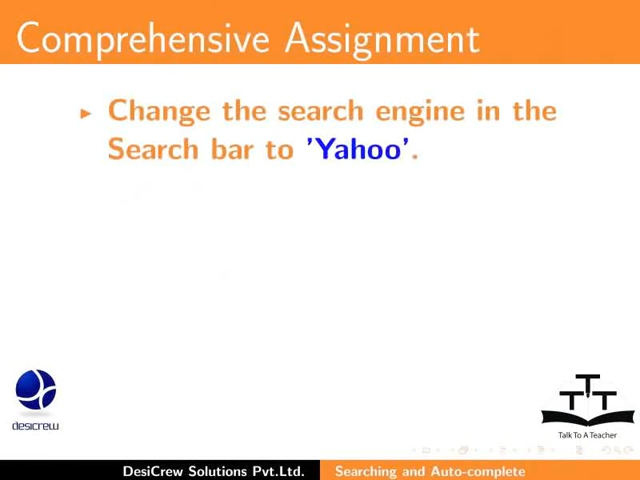 Comprehensive Assignment
Change the search engine in the
Search bar to 'Yahoo'.
desicrew
TTT
Talk To A Teacher
DesiCrew Solutions Pvt.Ltd. Searching and Auto-complete